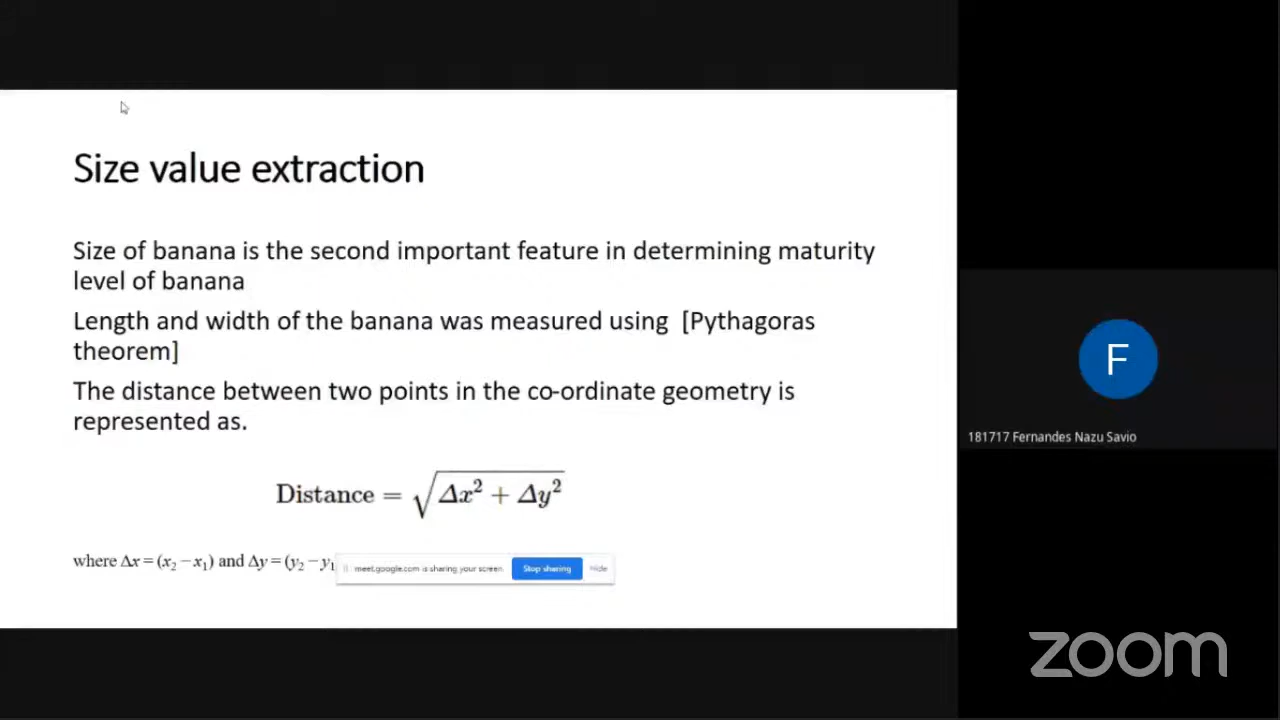 Size value extraction
Size of banana is the second important feature in determining maturity
level of banana
Length and width of the banana was measured using [Pythagoras
theorem]
The distance between two points in the co-ordinate geometry is
represented as.
Distance = √Δx² + Δy²
where Δx = (x₂ − x₁) and Δy = (y₂ − y₁
meet.google.com is sharing your screen.
Stop sharing
Hide
F
181717 Fernandes Nazu Savio
zoom